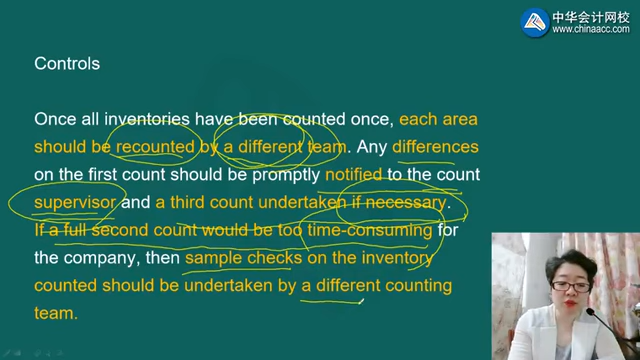 中华会计网校
www.chinaacc.com
Controls
Once all inventories have been counted once, each area
should be recounted by a different team. Any differences
on the first count should be promptly notified to the count
supervisor and a third count undertaken if necessary.
If a full second count would be too time-consuming for
the company, then sample checks on the inventory
counted should be undertaken by a different counting
team.